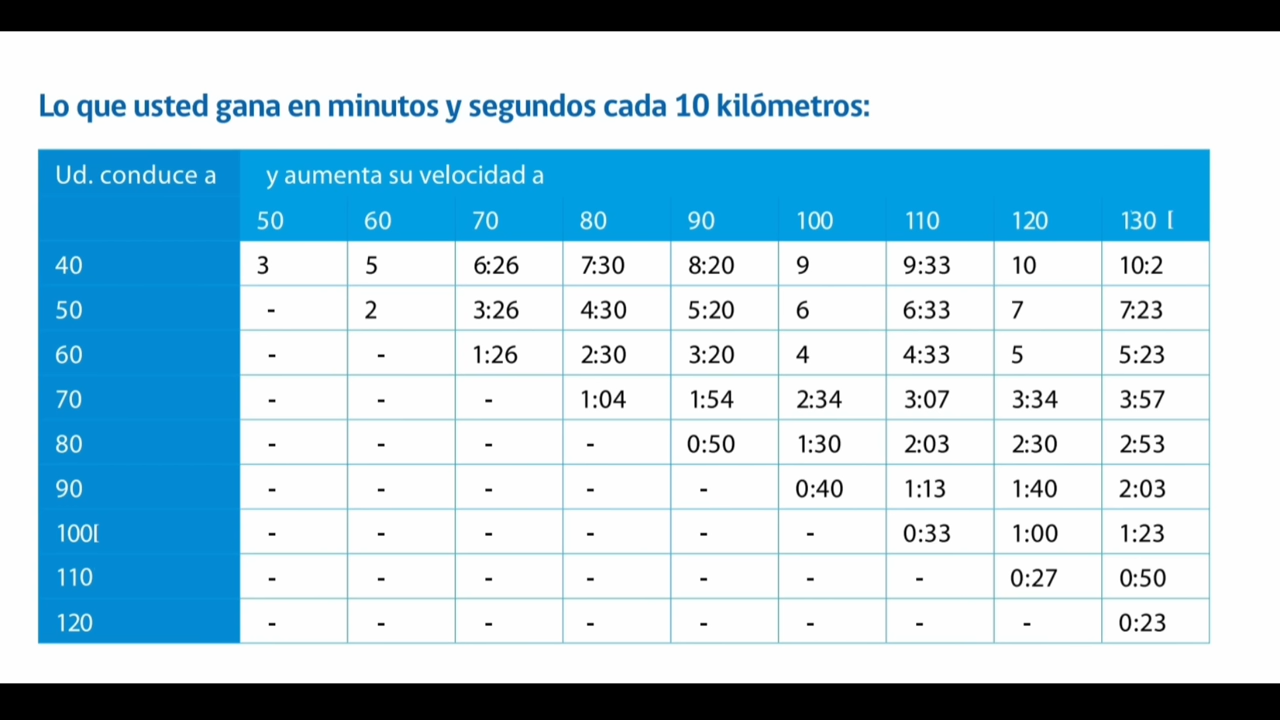 Lo que usted gana en minutos y segundos cada 10 kilómetros:
Ud. conduce a y aumenta su velocidad a
50 60 70 80 90 100 110 120 130 [
40 3 5 6:26 7:30 8:20 9 9:33 10 10:2
50 - 2 3:26 4:30 5:20 6 6:33 7 7:23
60 - - 1:26 2:30 3:20 4 4:33 5 5:23
70 - - - 1:04 1:54 2:34 3:07 3:34 3:57
80 - - - - 0:50 1:30 2:03 2:30 2:53
90 - - - - - 0:40 1:13 1:40 2:03
100[ - - - - - - 0:33 1:00 1:23
110 - - - - - - - 0:27 0:50
120 - - - - - - - - 0:23